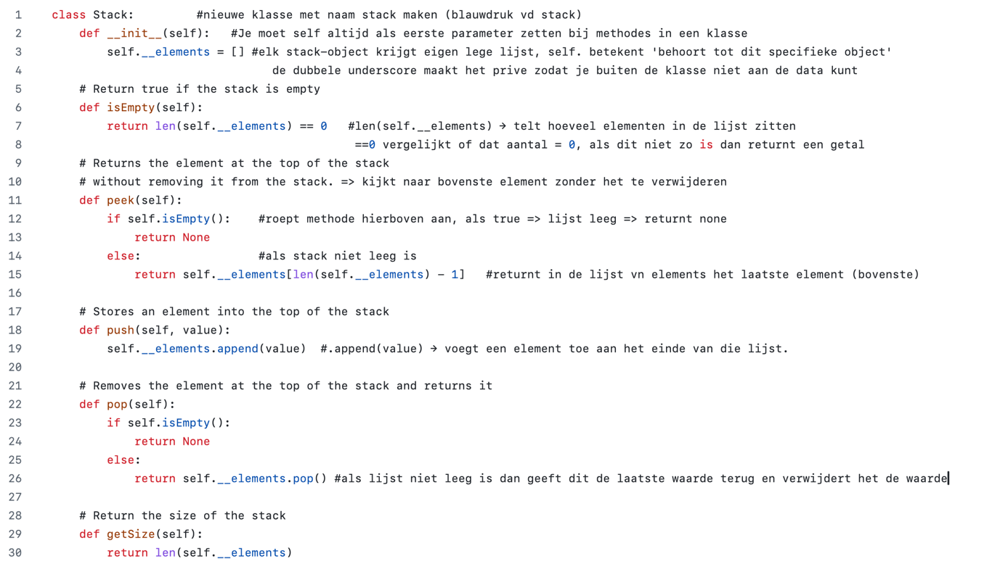 1 class Stack: #nieuwe klasse met naam stack maken (blauwdruk vd stack)
2 def __init__(self): #Je moet self altijd als eerste parameter zetten bij methodes in een klasse
3 self.__elements = [] #elk stack-object krijgt eigen lege lijst, self. betekent 'behoort tot dit specifieke object'
4 de dubbele underscore maakt het prive zodat je buiten de klasse niet aan de data kunt
5 # Return true if the stack is empty
6 def isEmpty(self):
7 return len(self.__elements) == 0 #len(self.__elements) → telt hoeveel elementen in de lijst zitten
8 ==0 vergelijkt of dat aantal = 0, als dit niet zo is dan returnt een getal
9 # Returns the element at the top of the stack
10 # without removing it from the stack. => kijkt naar bovenste element zonder het te verwijderen
11 def peek(self):
12 if self.isEmpty(): #roept methode hierboven aan, als true => lijst leeg => returnt none
13 return None
14 else: #als stack niet leeg is
15 return self.__elements[len(self.__elements) - 1] #returnt in de lijst vn elements het laatste element (bovenste)
16
17 # Stores an element into the top of the stack
18 def push(self, value):
19 self.__elements.append(value) #.append(value) → voegt een element toe aan het einde van die lijst.
20
21 # Removes the element at the top of the stack and returns it
22 def pop(self):
23 if self.isEmpty():
24 return None
25 else:
26 return self.__elements.pop() #als lijst niet leeg is dan geeft dit de laatste waarde terug en verwijdert het de waarde
27
28 # Return the size of the stack
29 def getSize(self):
30 return len(self.__elements)